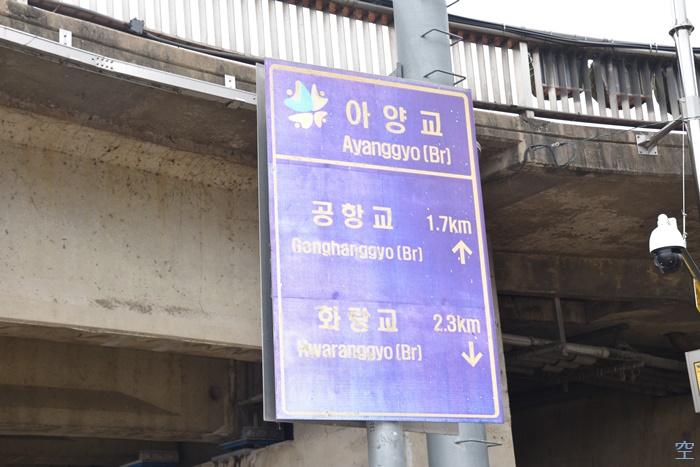 아양교
Ayanggyo(Br)
공항교 1.7km
Gonghanggyo(Br) ↑
화랑교 2.3km
Hwaranggyo(Br) ↓
空